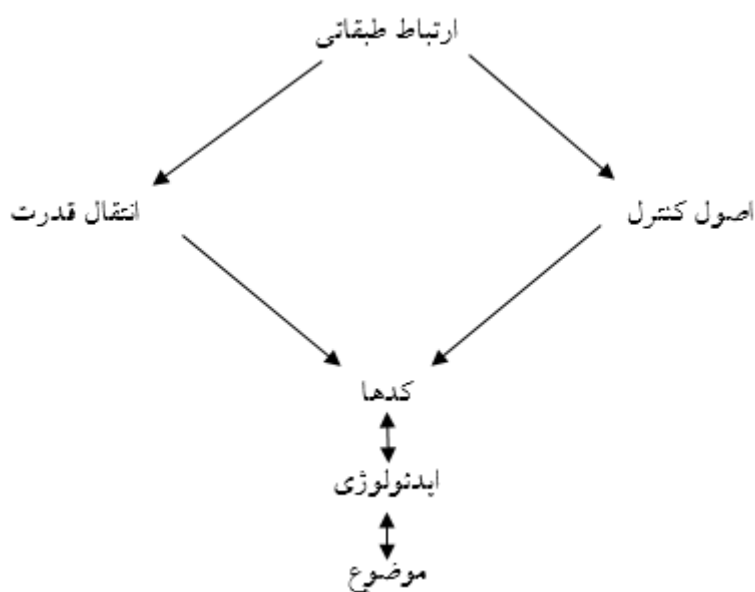 ارتباط طبقاتی
اصول کنترل
انتقال قدرت
کدها
ایدئولوژی
موضوع